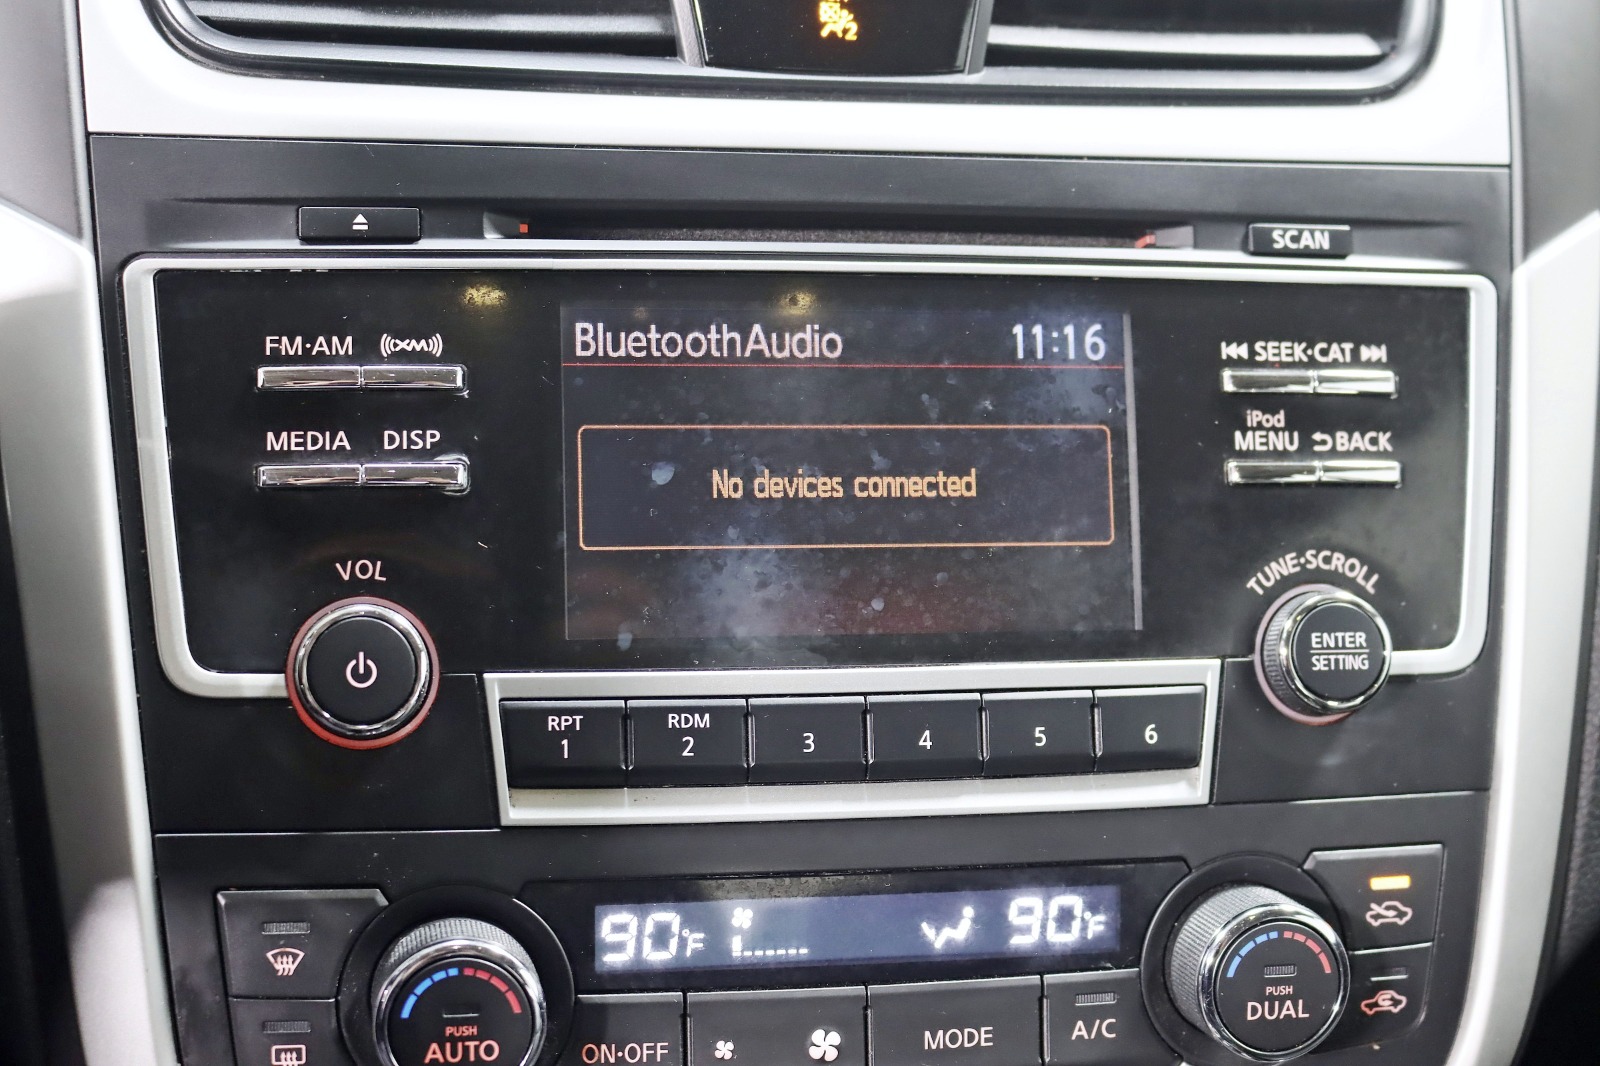 2
SCAN
FM·AM XM
BluetoothAudio 11:16
SEEK·CAT
MEDIA DISP
iPod
MENU BACK
No devices connected
VOL
TUNE·SCROLL
ENTER
SETTING
RPT
1
RDM
2
3
4
5
6
90°F
90°F
PUSH
AUTO
ON·OFF
MODE
A/C
PUSH
DUAL